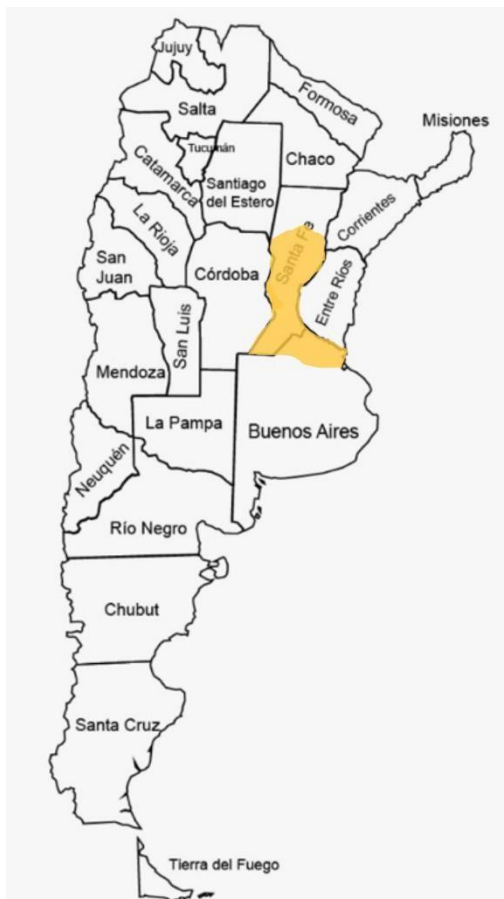 Jujuy
Salta
Formosa
Misiones
Tucumán
Catamarca
Santiago
del Estero
Chaco
La Rioja
Corrientes
San
Juan
Córdoba
Santa Fe
Entre Ríos
San Luis
Mendoza
La Pampa
Buenos Aires
Neuquén
Río Negro
Chubut
Santa Cruz
Tierra del Fuego